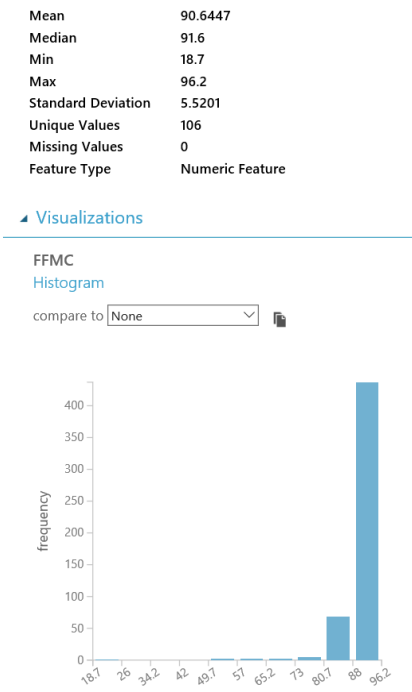 Mean 90.6447
Median 91.6
Min 18.7
Max 96.2
Standard Deviation 5.5201
Unique Values 106
Missing Values 0
Feature Type Numeric Feature
Visualizations
FFMC
Histogram
compare to None
frequency
400
350
300
250
200
150
100
50
0
18.7 26 34.2 42 49.7 57 65.2 73 80.7 88 96.2